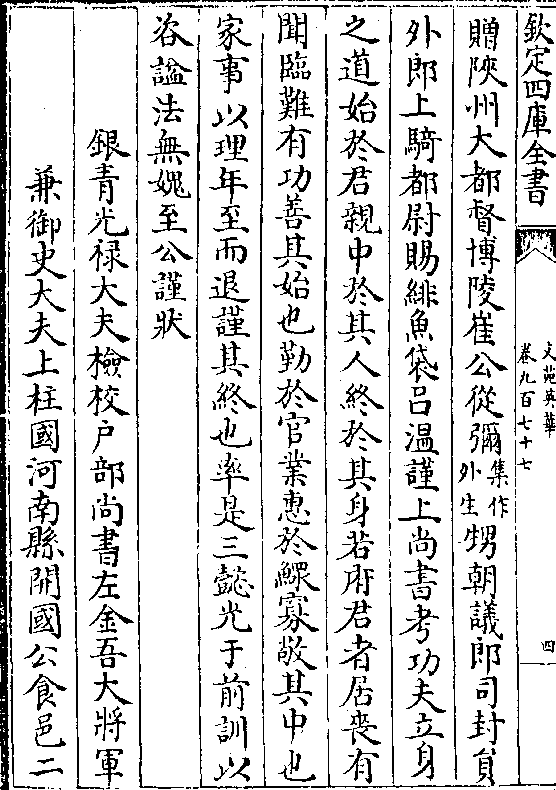 欽定四庫全書
文苑英華
卷九百七十七
四
贈陜州大都督博陵崔公從彌集作外生甥朝議郎司封員
外郎上騎都尉賜緋魚袋呂温謹上尚書考功夫立身
之道始於君親中於其人終於其身若府君者居喪有
聞臨難有功善其始也勤於官業惠於鰥寡敬其中也
家事以理年至而退謹其終也率是三懿光于前訓以
咨謚法無媿至公謹狀
銀青光禄大夫檢校户部尚書左金吾大將軍
兼御史大夫上柱國河南縣開國公食邑二